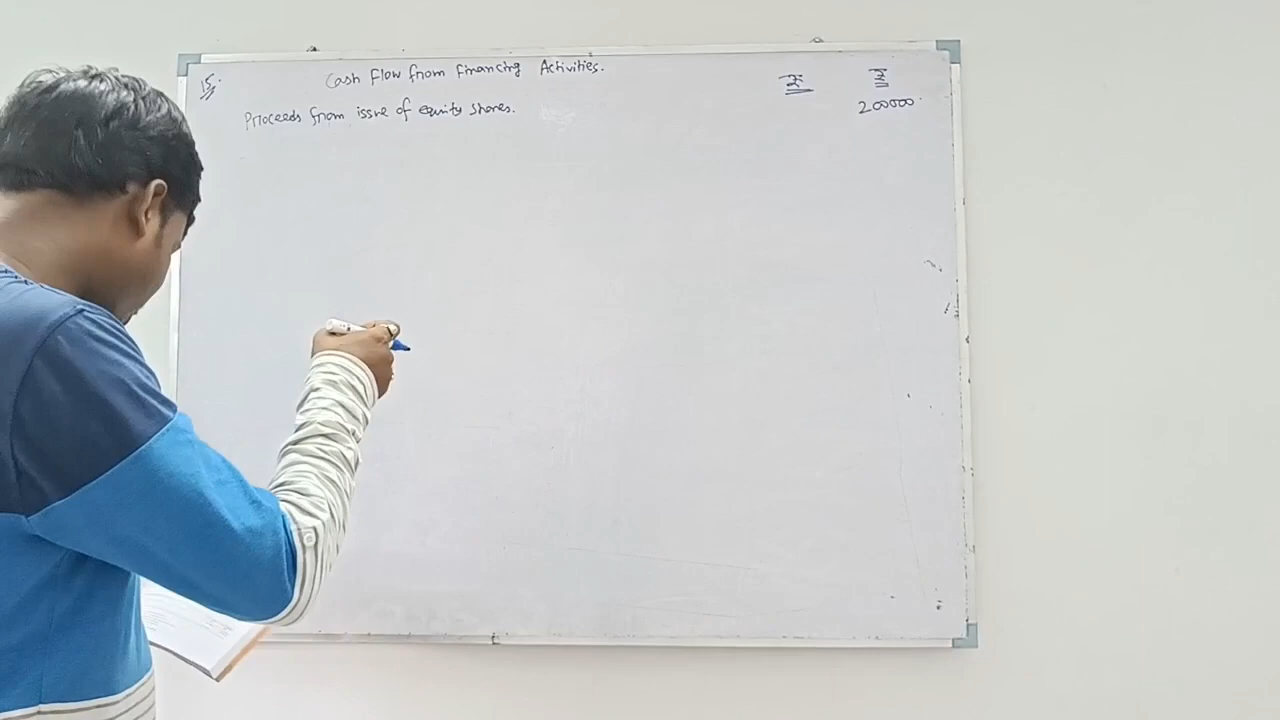 15. Cash Flow from Financing Activities.
₹ ₹
Proceeds from issue of equity shares. 200000